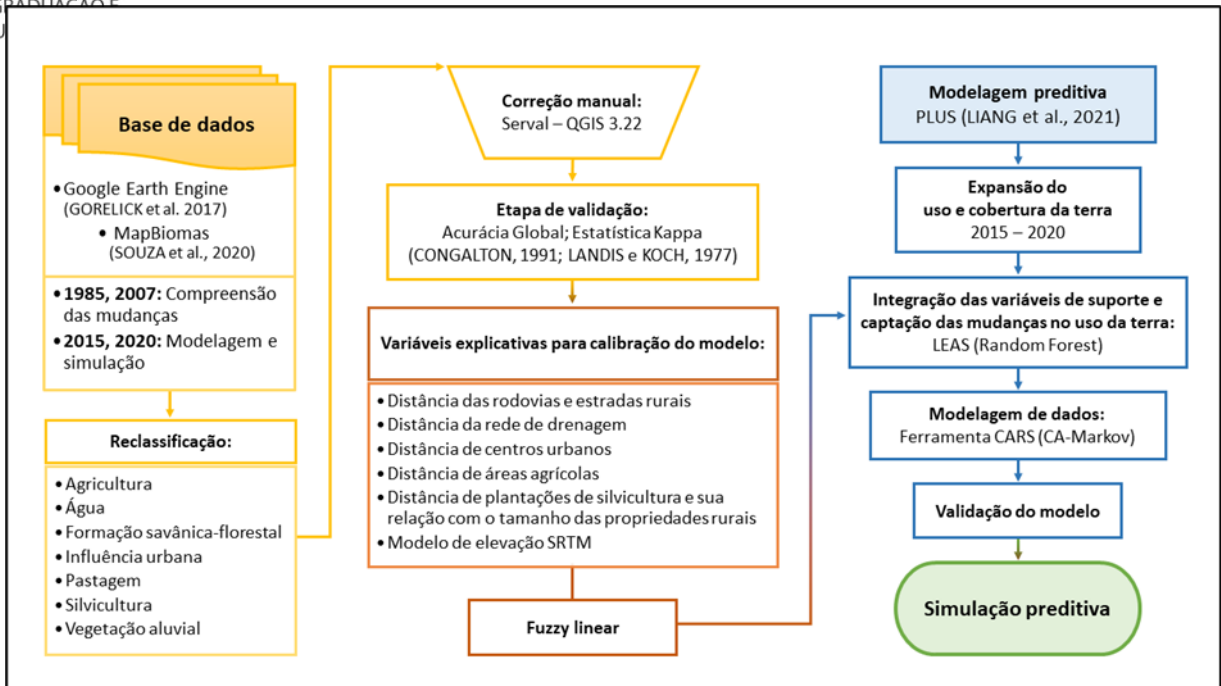 Base de dados
•Google Earth Engine
(GORELICK et al. 2017)
• MapBiomas
(SOUZA et al., 2020)
•1985, 2007: Compreensão
das mudanças
•2015, 2020: Modelagem e
simulação
Reclassificação:
•Agricultura
•Água
•Formação savânica-florestal
•Influência urbana
•Pastagem
•Silvicultura
•Vegetação aluvial
Correção manual:
Serval – QGIS 3.22
Etapa de validação:
Acurácia Global; Estatística Kappa
(CONGALTON, 1991; LANDIS e KOCH, 1977)
Variáveis explicativas para calibração do modelo:
•Distância das rodovias e estradas rurais
•Distância da rede de drenagem
•Distância de centros urbanos
•Distância de áreas agrícolas
•Distância de plantações de silvicultura e sua
relação com o tamanho das propriedades rurais
•Modelo de elevação SRTM
Fuzzy linear
Modelagem preditiva
PLUS (LIANG et al., 2021)
Expansão do
uso e cobertura da terra
2015 – 2020
Integração das variáveis de suporte e
captação das mudanças no uso da terra:
LEAS (Random Forest)
Modelagem de dados:
Ferramenta CARS (CA-Markov)
Validação do modelo
Simulação preditiva